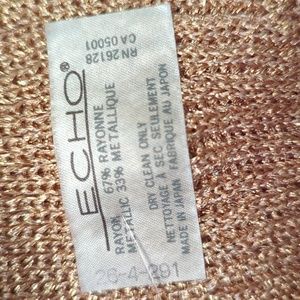 RN 26128
CA 05001
ECHO®
RAYON 67% RAYONNE
METALLIC 33% METALLIQUE
DRY CLEAN ONLY
NETTOYAGE À SEC SEULEMENT
MADE IN JAPAN FABRIQUÉ AU JAPON
26-4-291